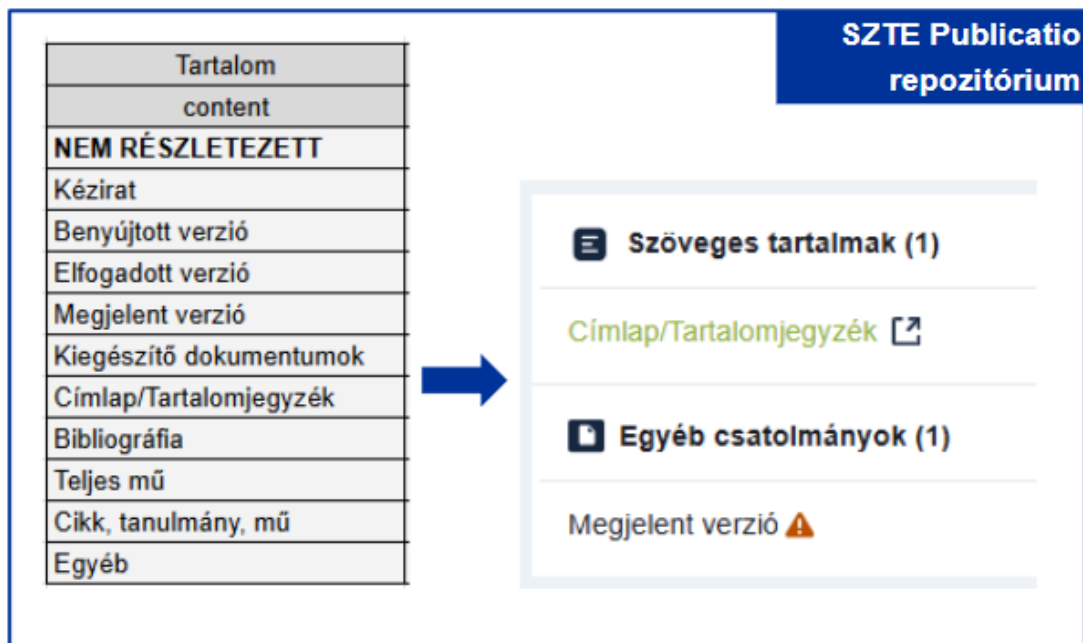 SZTE Publicatio
repozitórium
Tartalom
content
NEM RÉSZLETEZETT
Kézirat
Benyújtott verzió
Elfogadott verzió
Megjelent verzió
Kiegészítő dokumentumok
Címlap/Tartalomjegyzék
Bibliográfia
Teljes mű
Cikk, tanulmány, mű
Egyéb
Szöveges tartalmak (1)
Címlap/Tartalomjegyzék
Egyéb csatolmányok (1)
Megjelent verzió